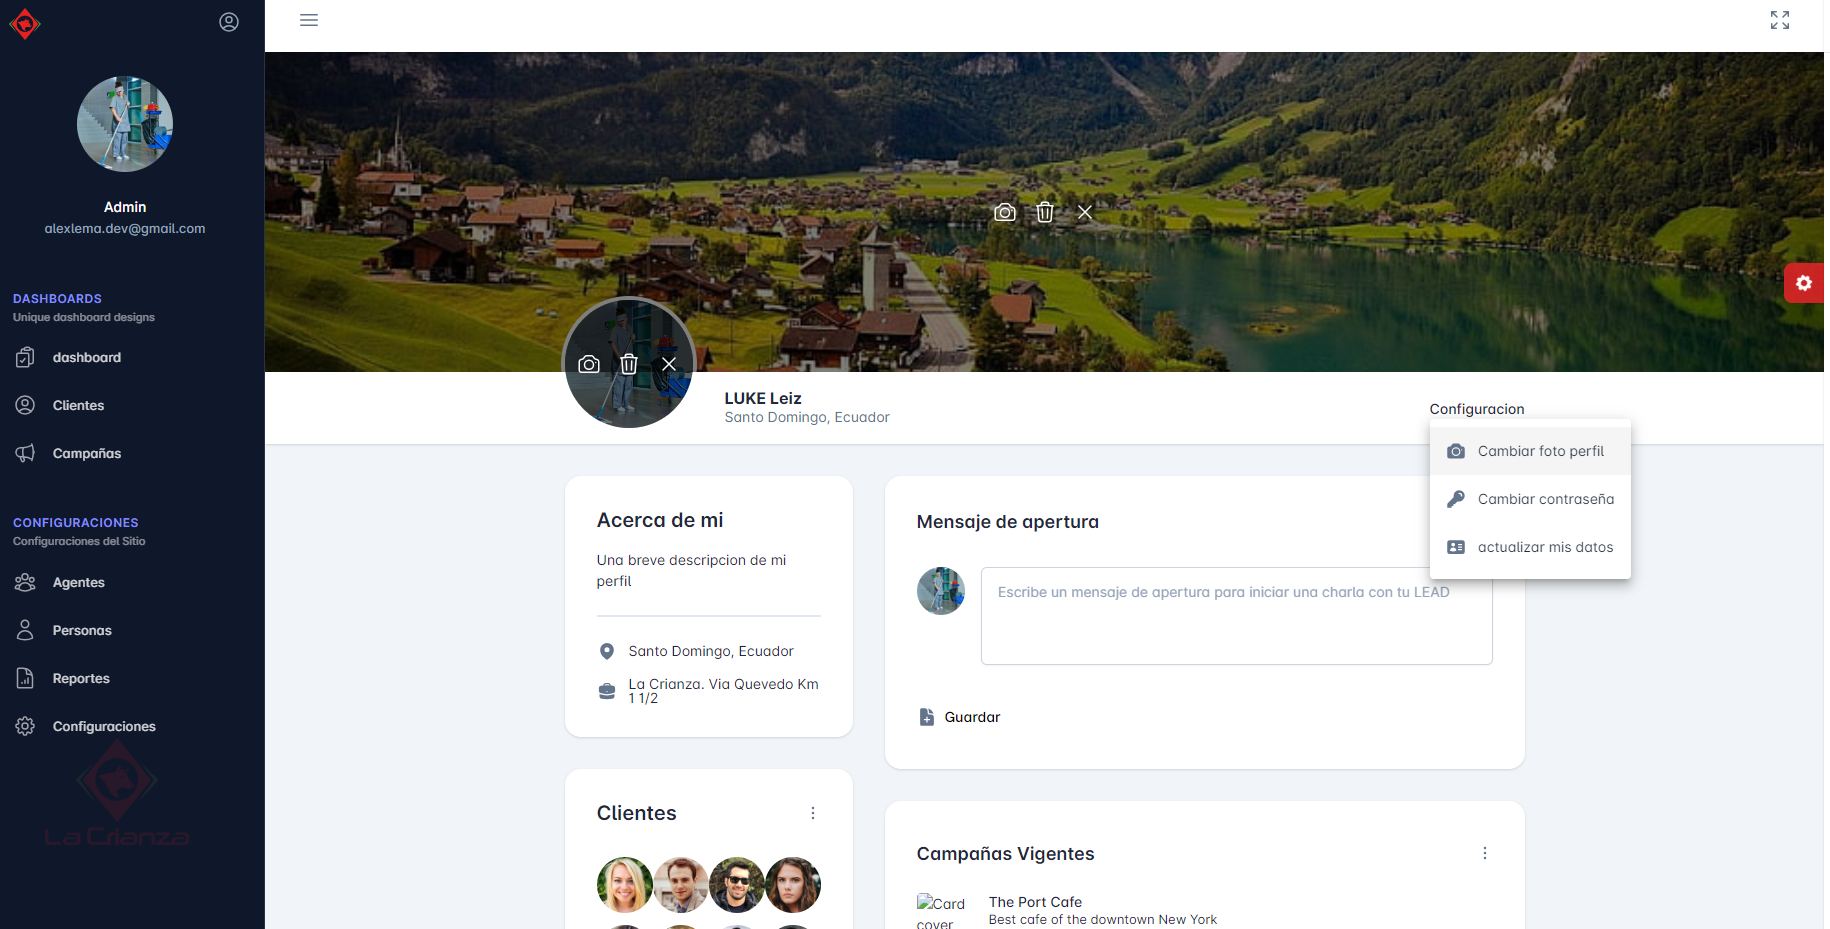 Admin
alexlema.dev@gmail.com
DASHBOARDS
Unique dashboard designs
dashboard
Clientes
Campañas
CONFIGURACIONES
Configuraciones del Sitio
Agentes
Personas
Reportes
Configuraciones
La Crianza
LUKE Leiz
Santo Domingo, Ecuador
Configuracion
Cambiar foto perfil
Cambiar contraseña
actualizar mis datos
Acerca de mi
Una breve descripcion de mi
perfil
Santo Domingo, Ecuador
La Crianza. Via Quevedo Km
1 1/2
Clientes
Mensaje de apertura
Escribe un mensaje de apertura para iniciar una charla con tu LEAD
Guardar
Campañas Vigentes
Card
cover
The Port Cafe
Best cafe of the downtown New York